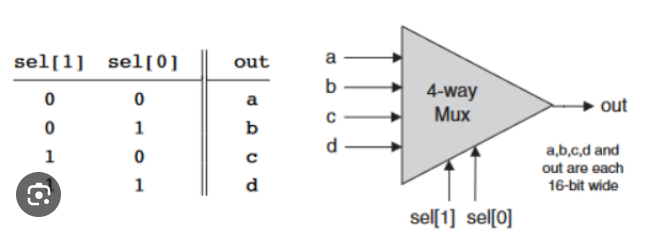 sel[1] sel[0] out
0 0 a
0 1 b
1 0 c
1 d
a
b
c
d
4-way
Mux
out
a,b,c,d and
out are each
16-bit wide
sel[1] sel[0]